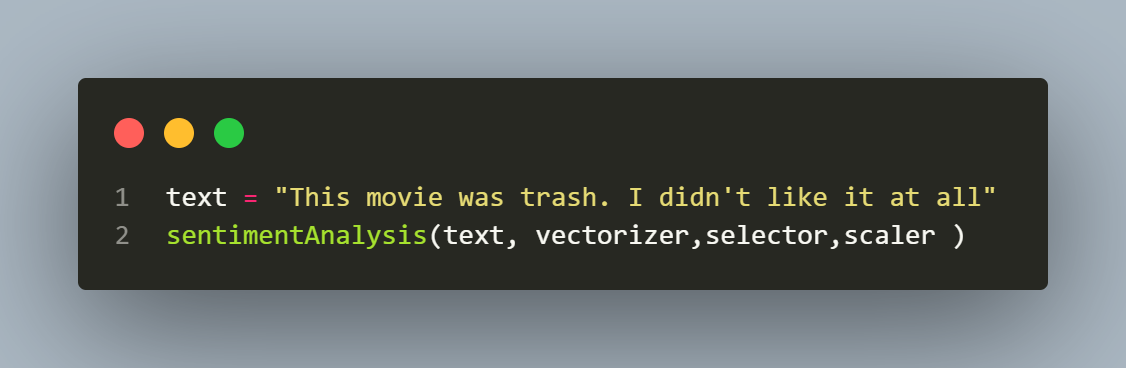 1 text = "This movie was trash. I didn't like it at all"
2 sentimentAnalysis(text, vectorizer,selector,scaler )